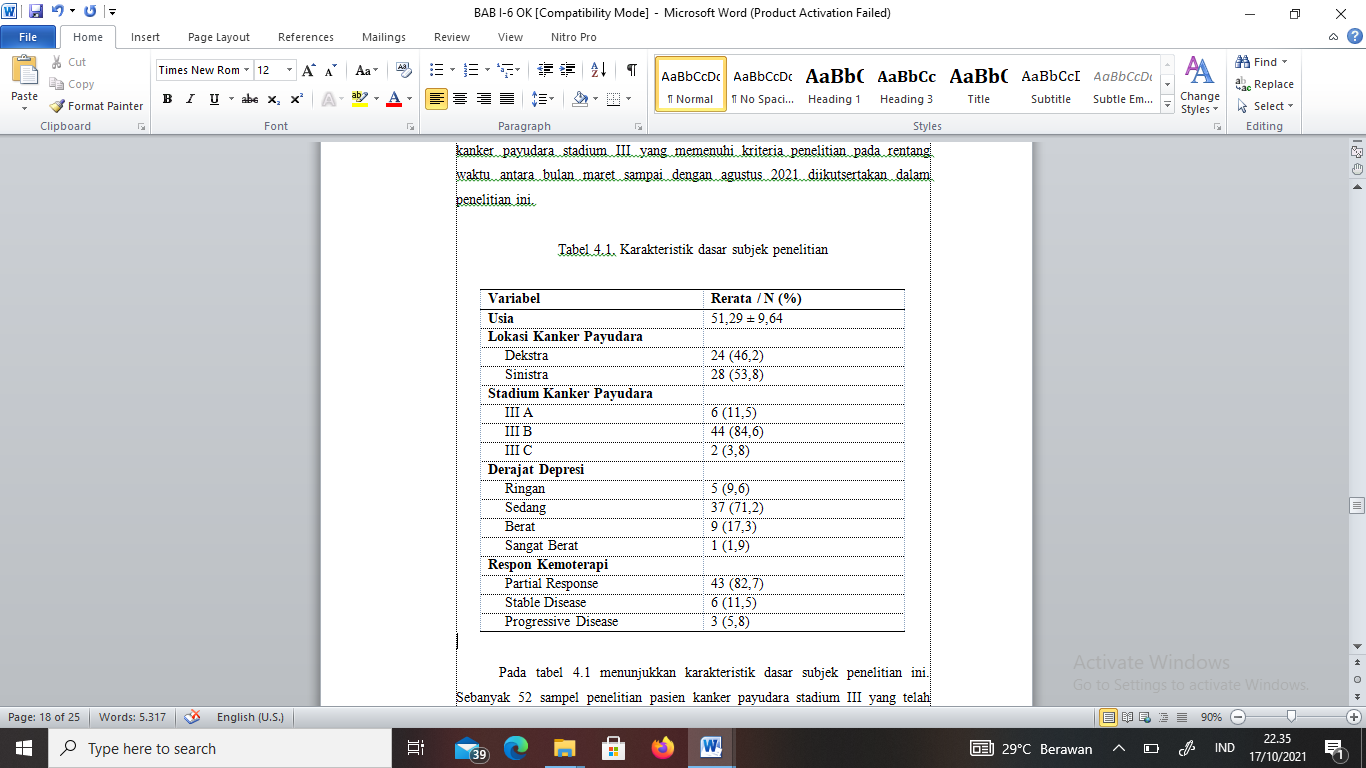 BAB I-6 OK [Compatibility Mode] - Microsoft Word (Product Activation Failed)
File Home Insert Page Layout References Mailings Review View Nitro Pro
Paste
Cut
Copy
Format Painter
Clipboard
Times New Rom 12
Font
Paragraph
AaBbCcDc AaBbCcDc AaBbC AaBbCc AaBbC AaBbCcI AaBbCcDc
¶ Normal ¶ No Spaci... Heading 1 Heading 3 Title Subtitle Subtle Em...
Styles
Change
Styles
Find
Replace
Select
Editing
kanker payudara stadium III yang memenuhi kriteria penelitian pada rentang
waktu antara bulan maret sampai dengan agustus 2021 diikutsertakan dalam
penelitian ini.
Tabel 4.1. Karakteristik dasar subjek penelitian
Variabel Rerata / N (%)
Usia 51,29 ± 9,64
Lokasi Kanker Payudara
Dekstra 24 (46,2)
Sinistra 28 (53,8)
Stadium Kanker Payudara
III A 6 (11,5)
III B 44 (84,6)
III C 2 (3,8)
Derajat Depresi
Ringan 5 (9,6)
Sedang 37 (71,2)
Berat 9 (17,3)
Sangat Berat 1 (1,9)
Respon Kemoterapi
Partial Response 43 (82,7)
Stable Disease 6 (11,5)
Progressive Disease 3 (5,8)
Pada tabel 4.1 menunjukkan karakteristik dasar subjek penelitian ini.
Sebanyak 52 sampel penelitian pasien kanker payudara stadium III yang telah
Activate Windows
Go to Settings to activate Windows.
Page: 18 of 25 Words: 5.317 English (U.S.) 90%
Type here to search
39
29°C Berawan
IND
22.35
17/10/2021
1